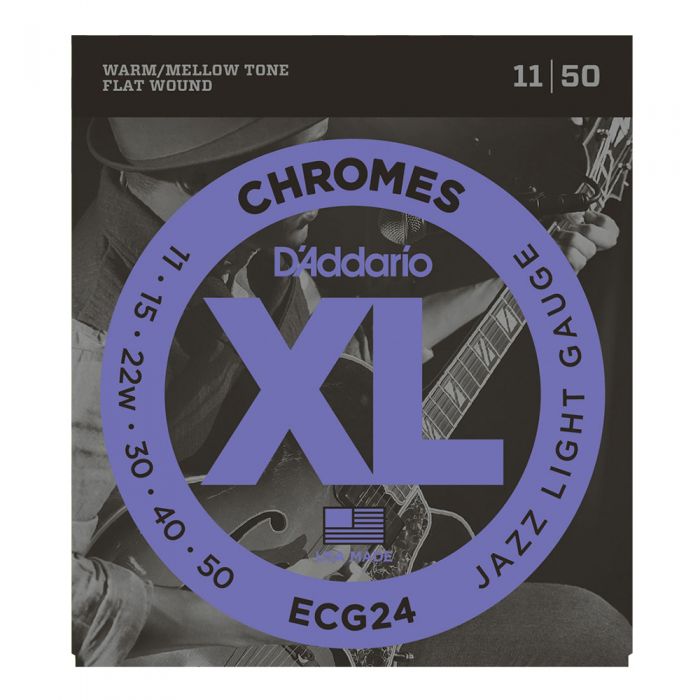 WARM/MELLOW TONE
FLAT WOUND
11|50
CHROMES
D'Addario
XL
11 • 15 • 22W • 30 • 40 • 50
JAZZ LIGHT GAUGE
U.S.A. MADE
ECG24